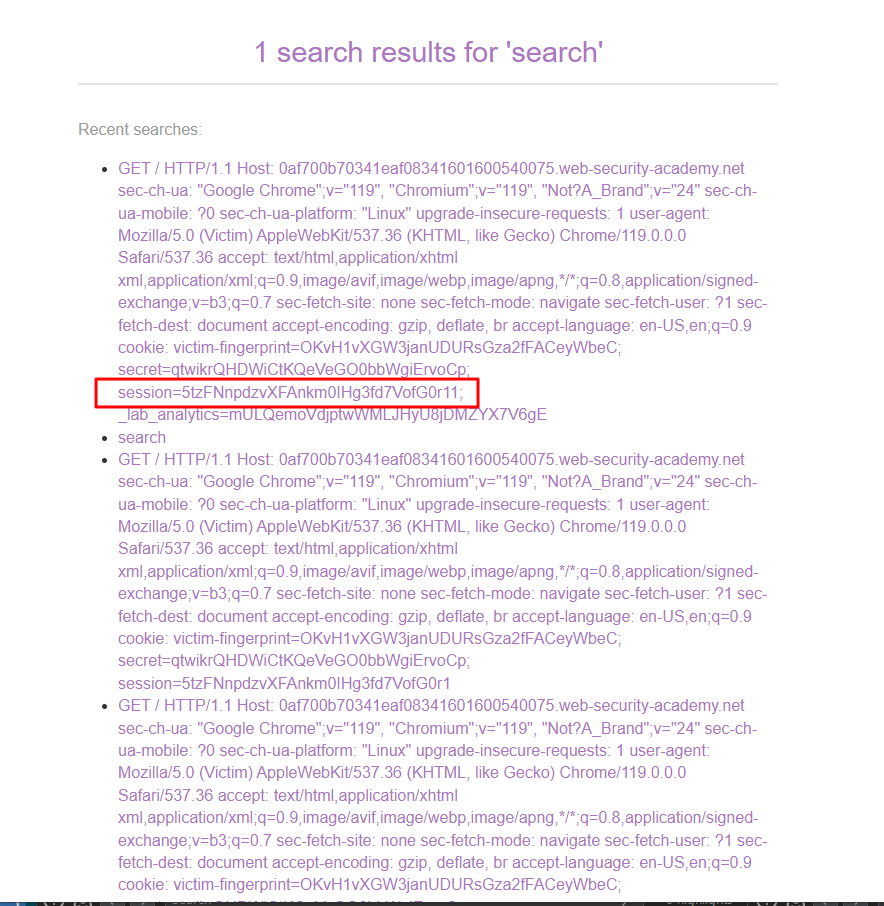 1 search results for 'search'
Recent searches:
GET / HTTP/1.1 Host: 0af700b70341eaf08341601600540075.web-security-academy.net
sec-ch-ua: "Google Chrome";v="119", "Chromium";v="119", "Not?A_Brand";v="24" sec-ch-
ua-mobile: ?0 sec-ch-ua-platform: "Linux" upgrade-insecure-requests: 1 user-agent:
Mozilla/5.0 (Victim) AppleWebKit/537.36 (KHTML, like Gecko) Chrome/119.0.0.0
Safari/537.36 accept: text/html,application/xhtml
xml,application/xml;q=0.9,image/avif,image/webp,image/apng,*/*;q=0.8,application/signed-
exchange;v=b3;q=0.7 sec-fetch-site: none sec-fetch-mode: navigate sec-fetch-user: ?1 sec-
fetch-dest: document accept-encoding: gzip, deflate, br accept-language: en-US,en;q=0.9
cookie: victim-fingerprint=OKvH1vXGW3janUDURsGza2fFACeyWbeC;
secret=qtwikrQHDWiCtKQeVeGO0bbWgiErvoCp;
session=5tzFNnpdzvXFAnkm0IHg3fd7VofG0r11;
_lab_analytics=mULQemoVdjptwWMLJHyU8jDMZYX7V6gE
search
GET / HTTP/1.1 Host: 0af700b70341eaf08341601600540075.web-security-academy.net
sec-ch-ua: "Google Chrome";v="119", "Chromium";v="119", "Not?A_Brand";v="24" sec-ch-
ua-mobile: ?0 sec-ch-ua-platform: "Linux" upgrade-insecure-requests: 1 user-agent:
Mozilla/5.0 (Victim) AppleWebKit/537.36 (KHTML, like Gecko) Chrome/119.0.0.0
Safari/537.36 accept: text/html,application/xhtml
xml,application/xml;q=0.9,image/avif,image/webp,image/apng,*/*;q=0.8,application/signed-
exchange;v=b3;q=0.7 sec-fetch-site: none sec-fetch-mode: navigate sec-fetch-user: ?1 sec-
fetch-dest: document accept-encoding: gzip, deflate, br accept-language: en-US,en;q=0.9
cookie: victim-fingerprint=OKvH1vXGW3janUDURsGza2fFACeyWbeC;
secret=qtwikrQHDWiCtKQeVeGO0bbWgiErvoCp;
session=5tzFNnpdzvXFAnkm0IHg3fd7VofG0r1
GET / HTTP/1.1 Host: 0af700b70341eaf08341601600540075.web-security-academy.net
sec-ch-ua: "Google Chrome";v="119", "Chromium";v="119", "Not?A_Brand";v="24" sec-ch-
ua-mobile: ?0 sec-ch-ua-platform: "Linux" upgrade-insecure-requests: 1 user-agent:
Mozilla/5.0 (Victim) AppleWebKit/537.36 (KHTML, like Gecko) Chrome/119.0.0.0
Safari/537.36 accept: text/html,application/xhtml
xml,application/xml;q=0.9,image/avif,image/webp,image/apng,*/*;q=0.8,application/signed-
exchange;v=b3;q=0.7 sec-fetch-site: none sec-fetch-mode: navigate sec-fetch-user: ?1 sec-
fetch-dest: document accept-encoding: gzip, deflate, br accept-language: en-US,en;q=0.9
cookie: victim-fingerprint=OKvH1vXGW3janUDURsGza2fFACeyWbeC;